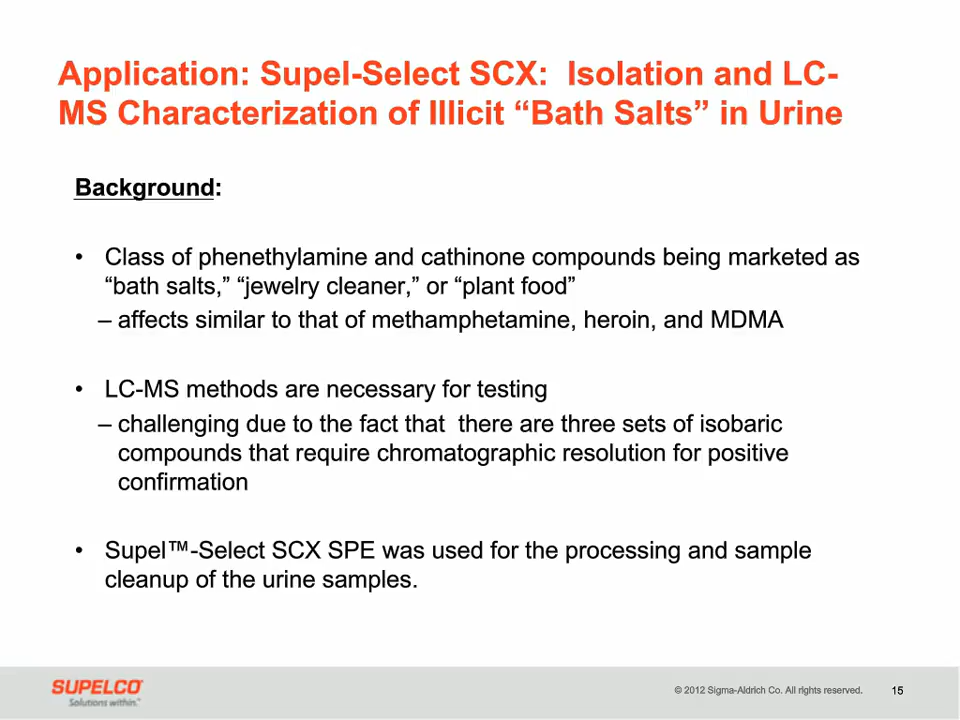 Application: Supel-Select SCX:  Isolation and LC-
MS Characterization of Illicit “Bath Salts” in Urine
Background:
• Class of phenethylamine and cathinone compounds being marketed as
“bath salts,” “jewelry cleaner,” or “plant food”
– affects similar to that of methamphetamine, heroin, and MDMA
• LC-MS methods are necessary for testing
– challenging due to the fact that  there are three sets of isobaric
compounds that require chromatographic resolution for positive
confirmation
• Supel™-Select SCX SPE was used for the processing and sample
cleanup of the urine samples.
SUPELCO
Solutions within.™
© 2012 Sigma-Aldrich Co. All rights reserved.
15